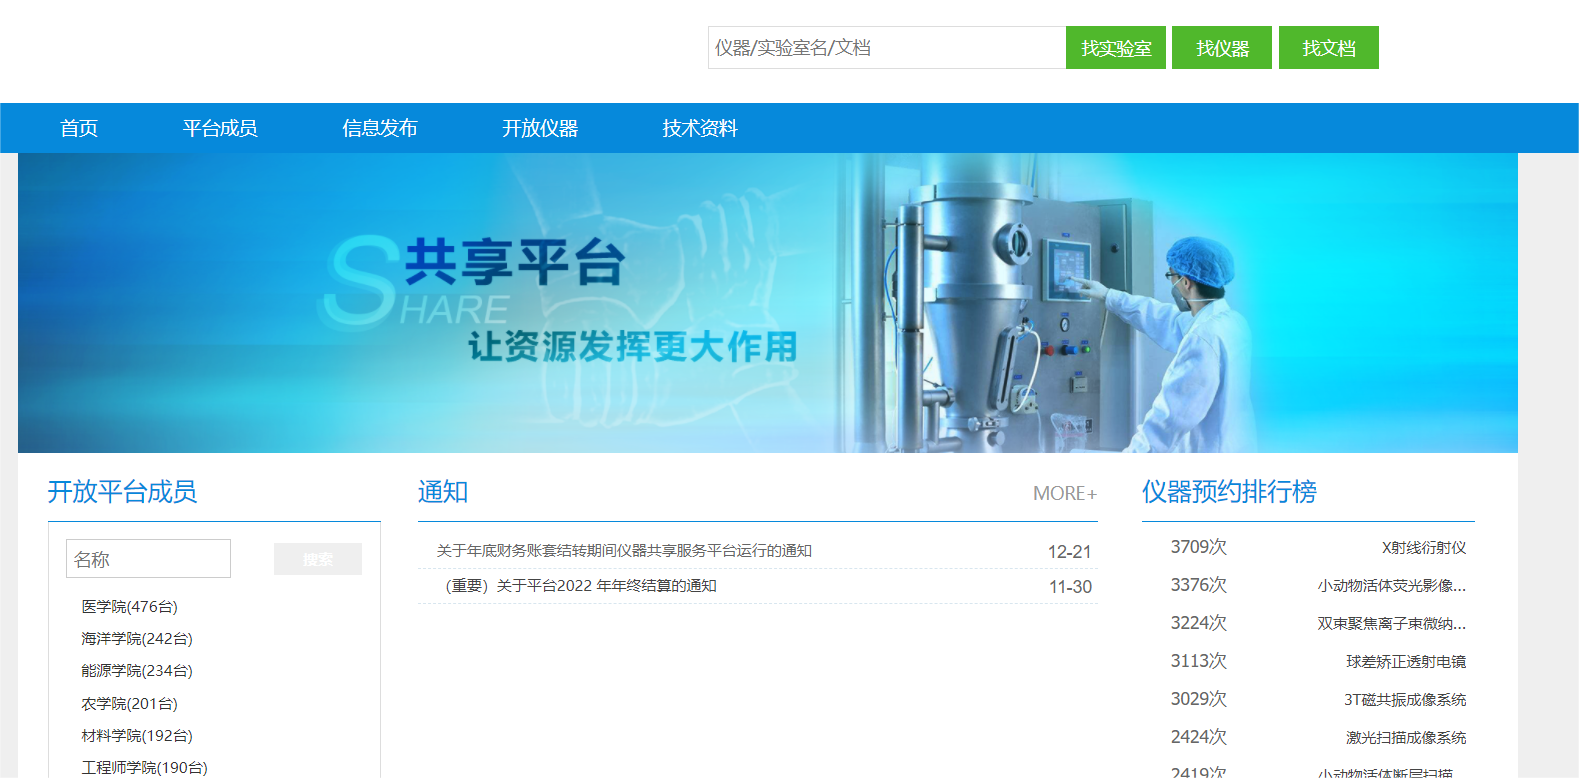 仪器/实验室名/文档
找实验室
找仪器
找文档
首页
平台成员
信息发布
开放仪器
技术资料
共享平台
SHARE
让资源发挥更大作用
开放平台成员
名称
搜索
医学院(476台)
海洋学院(242台)
能源学院(234台)
农学院(201台)
材料学院(192台)
工程师学院(190台)
通知
MORE+
关于年底财务账套结转期间仪器共享服务平台运行的通知 12-21
（重要）关于平台2022 年年终结算的通知 11-30
仪器预约排行榜
3709次 X射线衍射仪
3376次 小动物活体荧光影像...
3224次 双束聚焦离子束微纳...
3113次 球差矫正透射电镜
3029次 3T磁共振成像系统
2424次 激光扫描成像系统
2419次 小动物活体断层扫描...